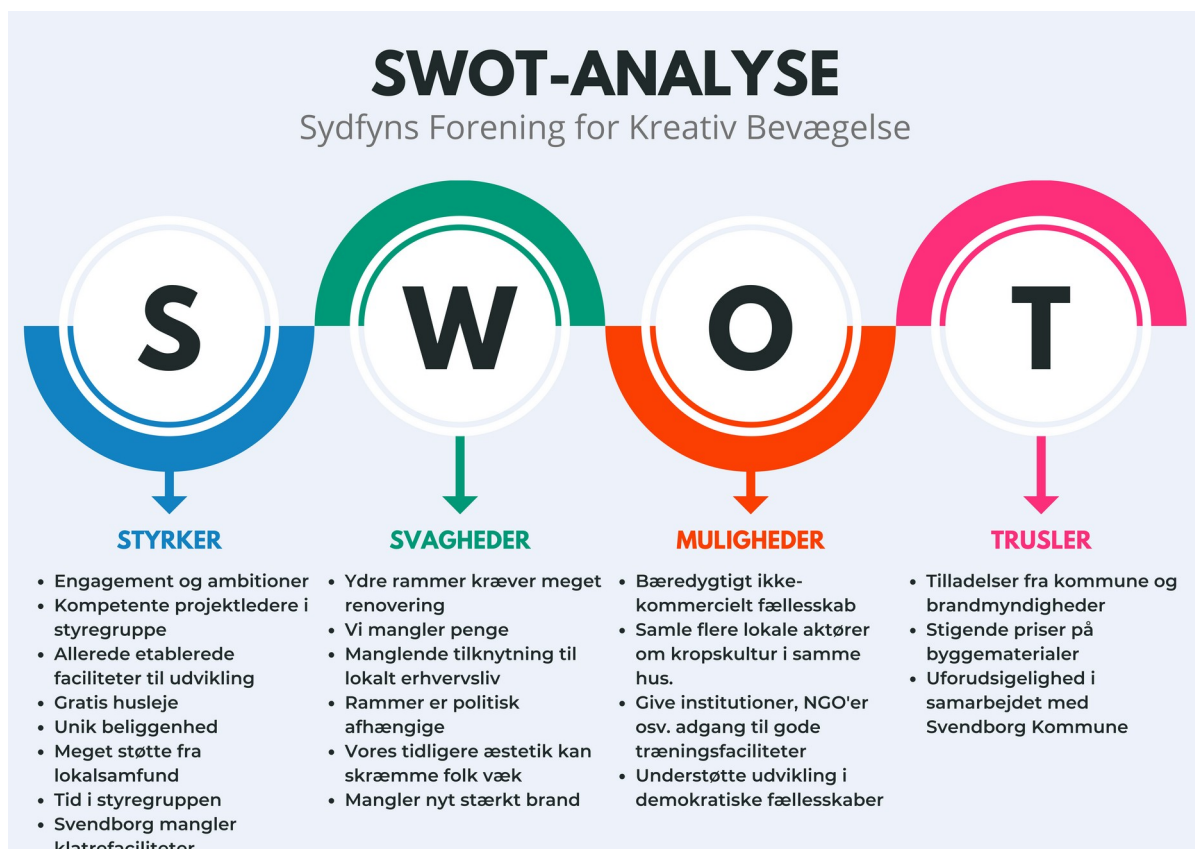 SWOT-ANALYSE
Sydfyns Forening for Kreativ Bevægelse
S
W
O
T
STYRKER
• Engagement og ambitioner
• Kompetente projektledere i
styregruppe
• Allerede etablerede
faciliteter til udvikling
• Gratis husleje
• Unik beliggenhed
• Meget støtte fra
lokalsamfund
• Tid i styregruppen
• Svendborg mangler
klatrefaciliteter
SVAGHEDER
• Ydre rammer kræver meget
renovering
• Vi mangler penge
• Manglende tilknytning til
lokalt erhvervsliv
• Rammer er politisk
afhængige
• Vores tidligere æstetik kan
skræmme folk væk
• Mangler nyt stærkt brand
MULIGHEDER
• Bæredygtigt ikke-
kommercielt fællesskab
• Samle flere lokale aktører
om kropskultur i samme
hus.
• Give institutioner, NGO'er
osv. adgang til gode
træningsfaciliteter
• Understøtte udvikling i
demokratiske fællesskaber
TRUSLER
• Tilladelser fra kommune og
brandmyndigheder
• Stigende priser på
byggematerialer
• Uforudsigelighed i
samarbejdet med
Svendborg Kommune